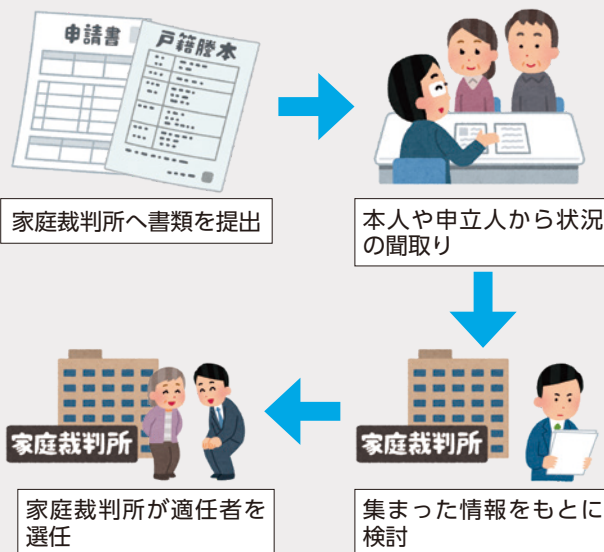 申請書
戸籍謄本
家庭裁判所へ書類を提出
本人や申立人から状況
の聞取り
家庭裁判所
集まった情報をもとに
検討
家庭裁判所
家庭裁判所が適任者を
選任